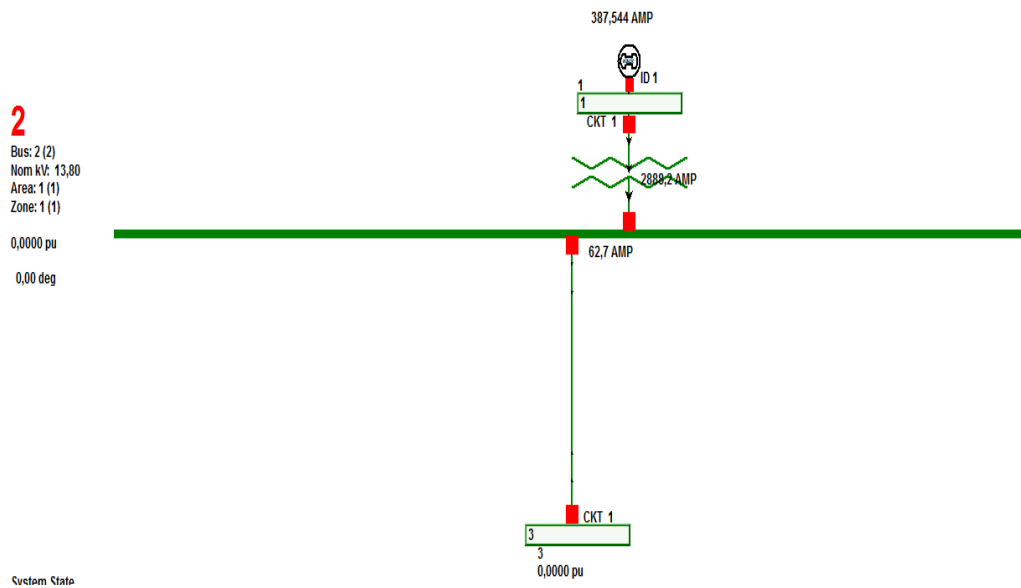 387,544 AMP
ID 1
1
1
CKT 1
2
Bus: 2 (2)
Nom kV: 13,80
Area: 1 (1)
Zone: 1 (1)
2888,2 AMP
0,0000 pu
62,7 AMP
0,00 deg
CKT 1
3
3
0,0000 pu
System State